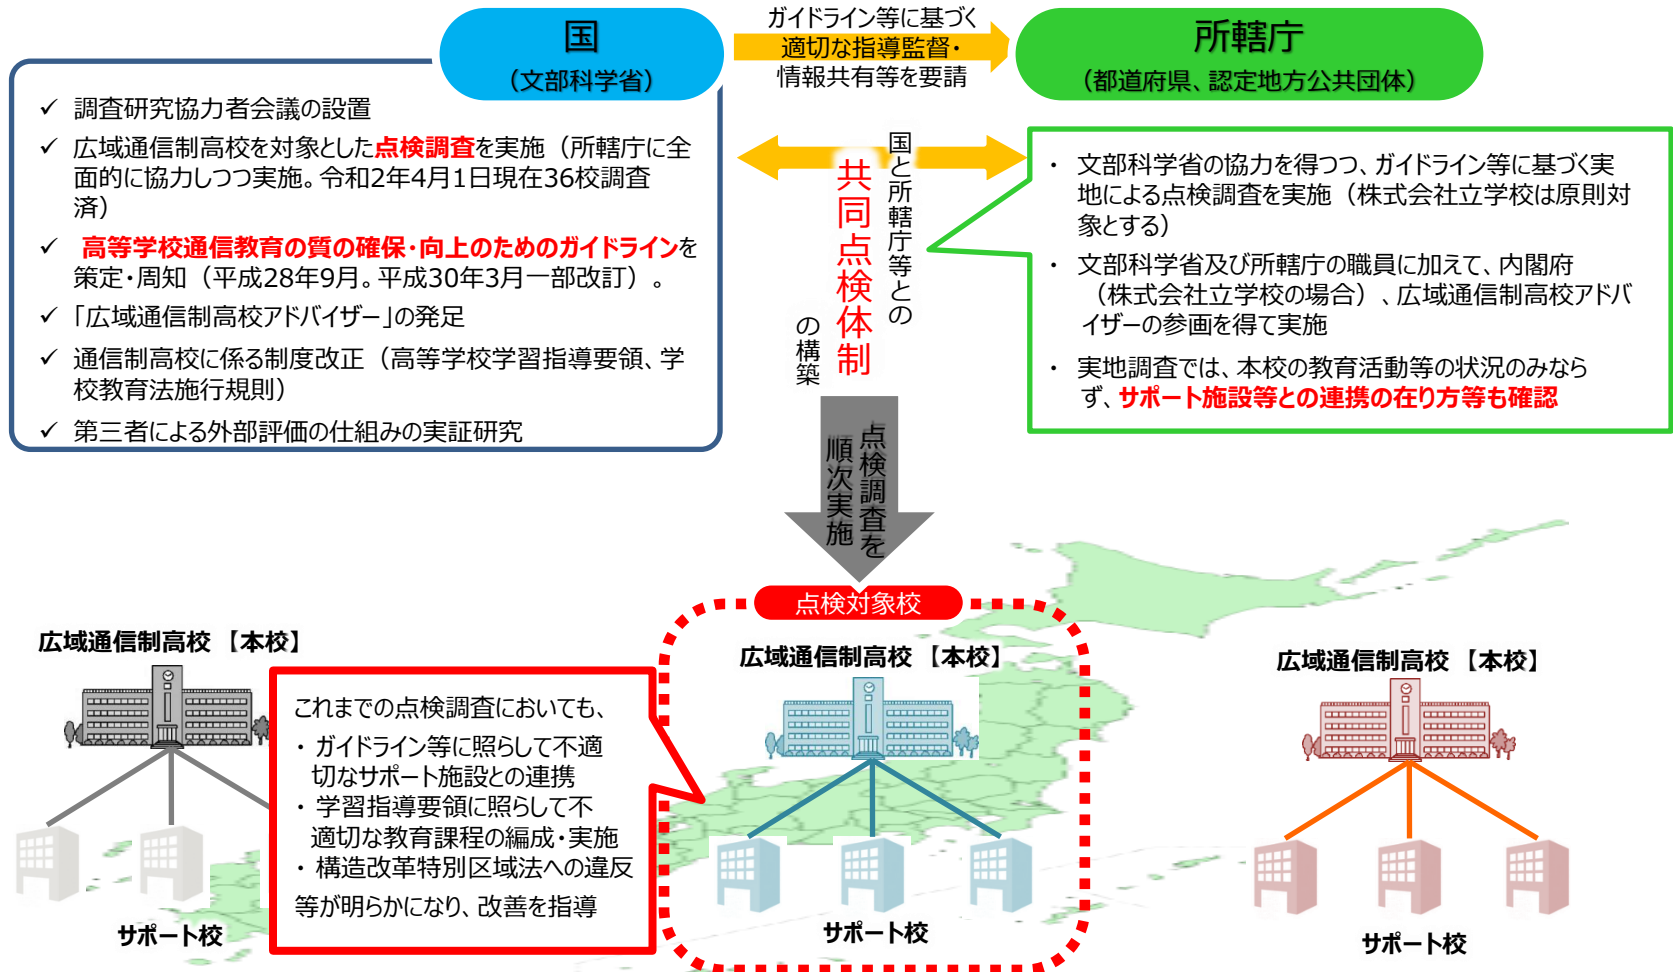 国
（文部科学省）
ガイドライン等に基づく
適切な指導監督・
情報共有等を要請
所轄庁
（都道府県、認定地方公共団体）
✓ 調査研究協力者会議の設置
✓ 広域通信制高校を対象とした点検調査を実施（所轄庁に全
面的に協力しつつ実施。令和2年4月1日現在36校調査
済）
✓ 高等学校通信教育の質の確保・向上のためのガイドラインを
策定・周知（平成28年9月。平成30年3月一部改訂）。
✓ 「広域通信制高校アドバイザー」の発足
✓ 通信制高校に係る制度改正（高等学校学習指導要領、学
校教育法施行規則）
✓ 第三者による外部評価の仕組みの実証研究
国と所轄庁等との
共同点検体制
の構築
・ 文部科学省の協力を得つつ、ガイドライン等に基づく実
地による点検調査を実施（株式会社立学校は原則対
象とする）
・ 文部科学省及び所轄庁の職員に加えて、内閣府
（株式会社立学校の場合）、広域通信制高校アドバ
イザーの参画を得て実施
・ 実地調査では、本校の教育活動等の状況のみなら
ず、サポート施設等との連携の在り方等も確認
点検調査を
順次実施
点検対象校
広域通信制高校 【本校】
サポート校
これまでの点検調査においても、
・ ガイドライン等に照らして不適
切なサポート施設との連携
・ 学習指導要領に照らして不
適切な教育課程の編成・実施
・ 構造改革特別区域法への違反
等が明らかになり、改善を指導
広域通信制高校 【本校】
サポート校
広域通信制高校 【本校】
サポート校